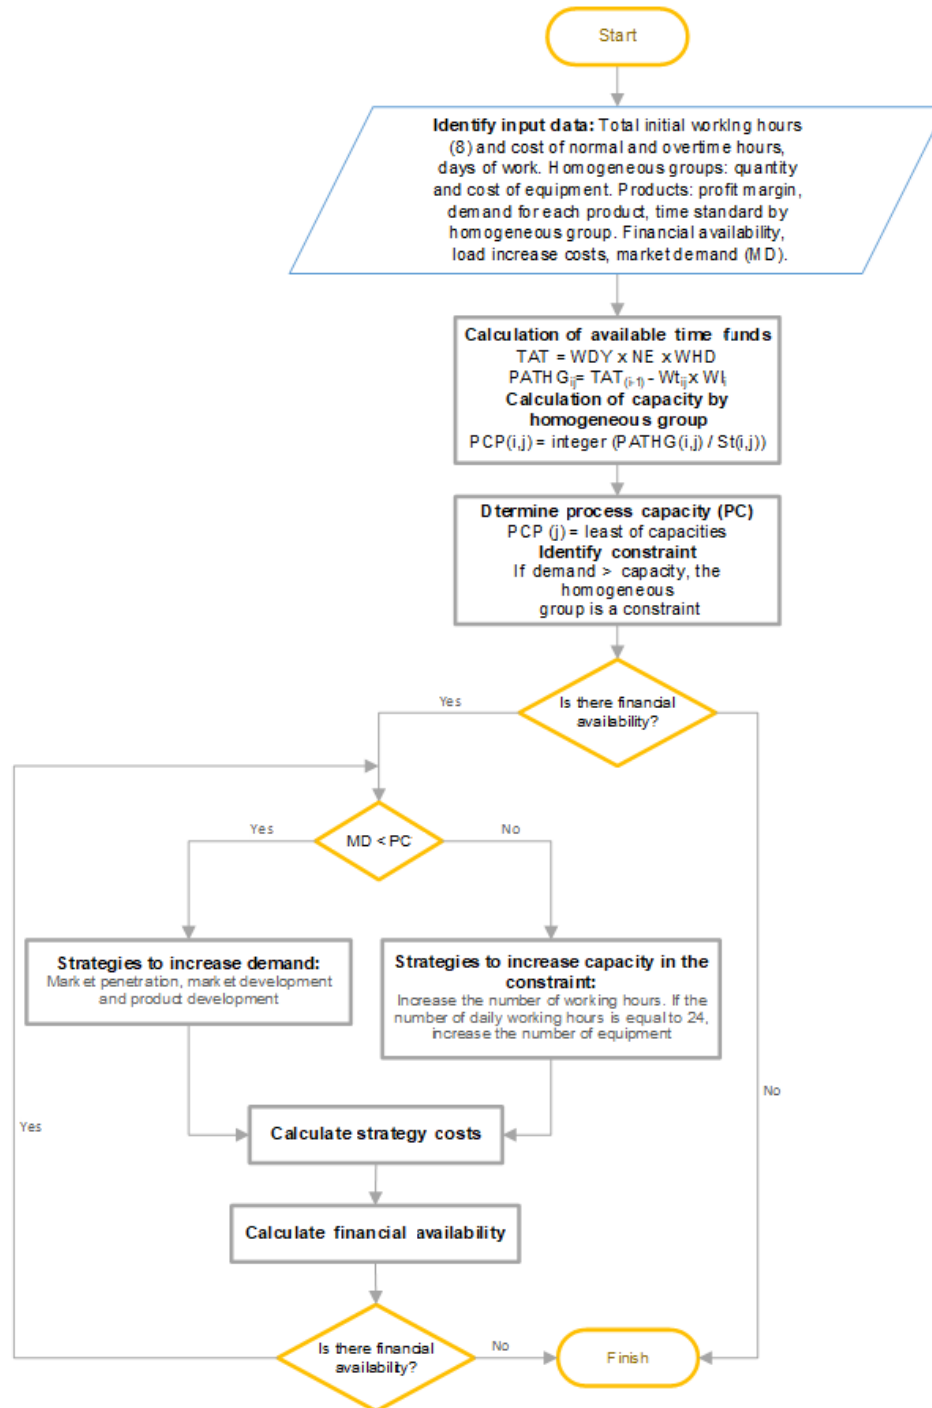 Start
Identify input data: Total initial working hours
(8) and cost of normal and overtime hours,
days of work. Homogeneous groups: quantity
and cost of equipment. Products: profit margin,
demand for each product, time standard by
homogeneous group. Financial availability,
load increase costs, market demand (MD).
Calculation of available time funds
TAT = WDY x NE x WHD
PATHG_ij= TAT_(i-1) - Wt_ij x WI_i
Calculation of capacity by
homogeneous group
PCP(i,j) = integer (PATHG(i,j) / St(i,j))
Dtermine process capacity (PC)
PCP (j) = least of capacities
Identify constraint
If demand > capacity, the
homogeneous
group is a constraint
Is there financial
availability?
Yes
No
MD < PC
Yes
No
Strategies to increase demand:
Market penetration, market development
and product development
Strategies to increase capacity in the
constraint:
Increase the number of working hours. If the
number of daily working hours is equal to 24,
increase the number of equipment
Calculate strategy costs
Calculate financial availability
Is there financial
availability?
Yes
No
Finish